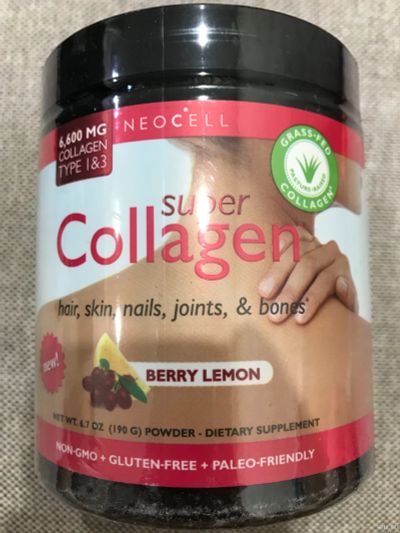 6,600 MG
COLLAGEN
TYPE 1&3
NEOCELL
GRASS-FED
PASTURE-RAISED
COLLAGEN
super
Collagen
hair, skin, nails, joints, & bones*
new!
BERRY LEMON
NET WT. 6.7 OZ (190 G) POWDER - DIETARY SUPPLEMENT
NON-GMO + GLUTEN-FREE + PALEO-FRIENDLY